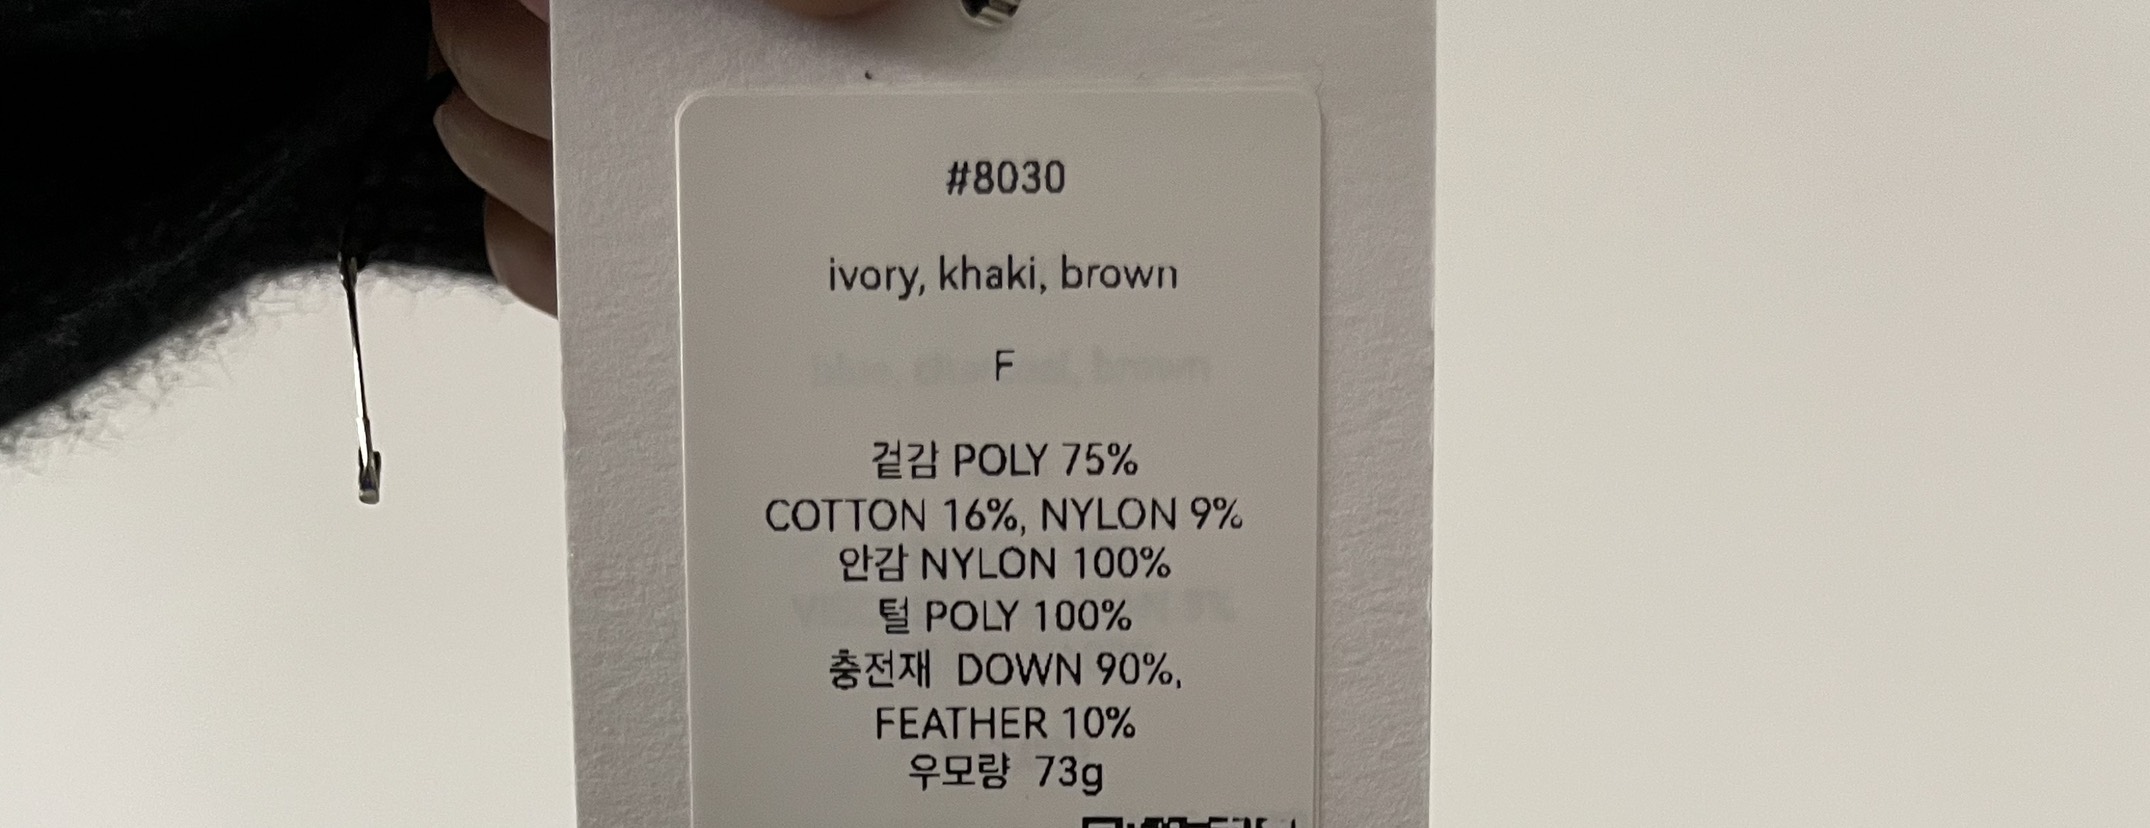 #8030
ivory, khaki, brown
F
겉감 POLY 75%
COTTON 16%, NYLON 9%
안감 NYLON 100%
털 POLY 100%
충전재 DOWN 90%,
FEATHER 10%
우모량 73g